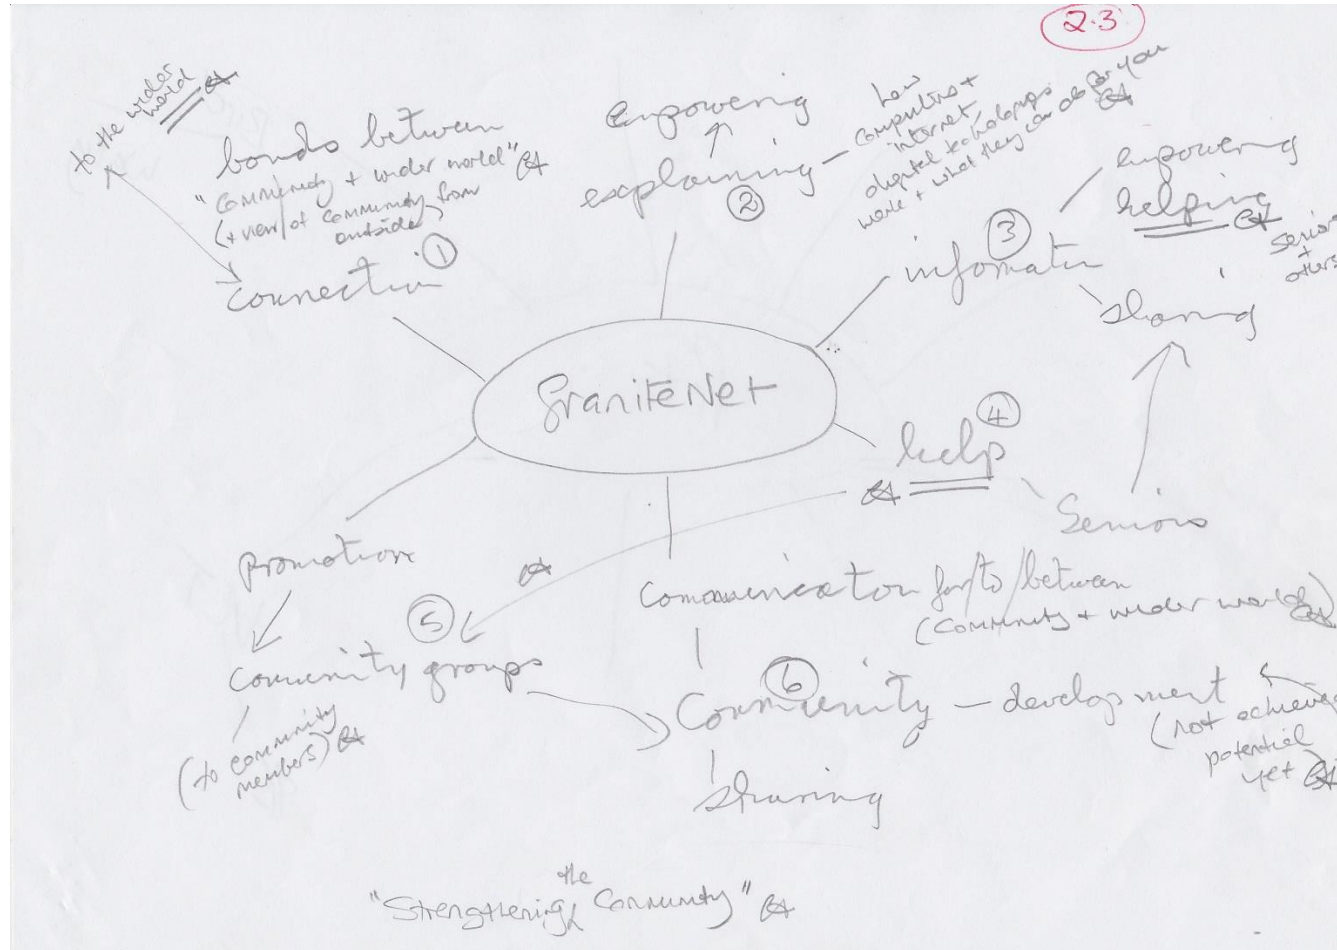 2.3
to the wider
world
bonds between
"community + wider world"
(+ view of community from
outside)
1
Connection
empowering
explaining
2
how
computers +
internet,
digital technologies
work + what they can do for you
3
information
empowering
helping
seniors
+
others
sharing
GraniteNet
4
help
Seniors
promotion
5
community groups
(to community
members)
Communication for/to/between
(community + wider world)
6
Community – development
(not achieved
potential
yet)
sharing
"Strengthening the Community"